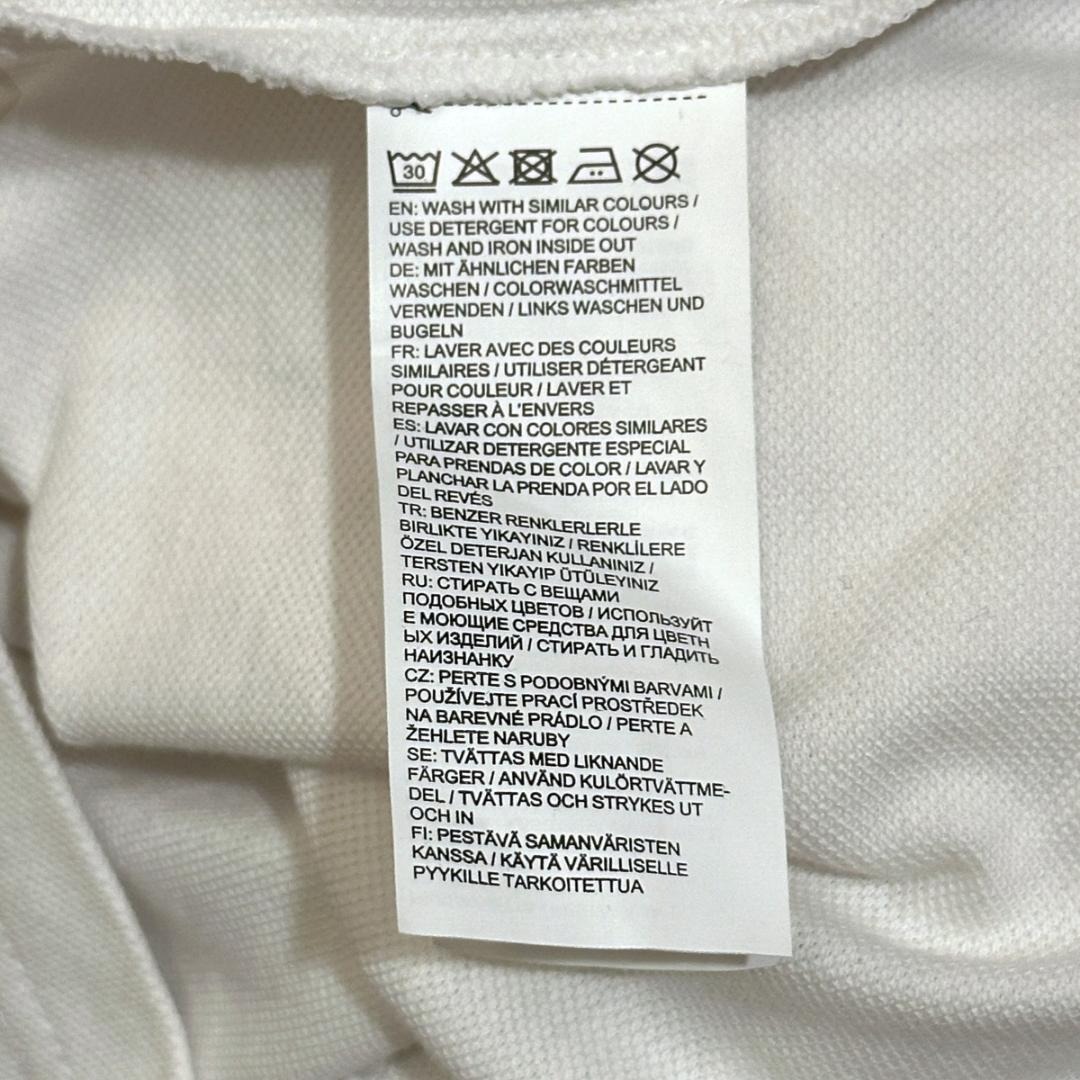 30
EN: WASH WITH SIMILAR COLOURS /
USE DETERGENT FOR COLOURS /
WASH AND IRON INSIDE OUT
DE: MIT ÄHNLICHEN FARBEN
WASCHEN / COLORWASCHMITTEL
VERWENDEN / LINKS WASCHEN UND
BUGELN
FR: LAVER AVEC DES COULEURS
SIMILAIRES / UTILISER DÉTERGEANT
POUR COULEUR / LAVER ET
REPASSER À L'ENVERS
ES: LAVAR CON COLORES SIMILARES
/ UTILIZAR DETERGENTE ESPECIAL
PARA PRENDAS DE COLOR / LAVAR Y
PLANCHAR LA PRENDA POR EL LADO
DEL REVÉS
TR: BENZER RENKLERLERLE
BIRLIKTE YIKAYINIZ / RENKLİLERE
ÖZEL DETERJAN KULLANINIZ /
TERSTEN YIKAYIP ÜTÜLEYINIZ
RU: СТИРАТЬ С ВЕЩАМИ
ПОДОБНЫХ ЦВЕТОВ / ИСПОЛЬЗУЙТ
Е МОЮЩИЕ СРЕДСТВА ДЛЯ ЦВЕТН
ЫХ ИЗДЕЛИЙ / СТИРАТЬ И ГЛАДИТЬ
НАИЗНАНКУ
CZ: PERTE S PODOBNÝMI BARVAMI /
POUŽÍVEJTE PRACÍ PROSTŘEDEK
NA BAREVNÉ PRÁDLO / PERTE A
ŽEHLETE NARUBY
SE: TVÄTTAS MED LIKNANDE
FÄRGER / ANVÄND KULÖRTVÄTTME-
DEL / TVÄTTAS OCH STRYKES UT
OCH IN
FI: PESTÄVÄ SAMANVÄRISTEN
KANSSA / KÄYTÄ VÄRILLISELLE
PYYKILLE TARKOITETTUA